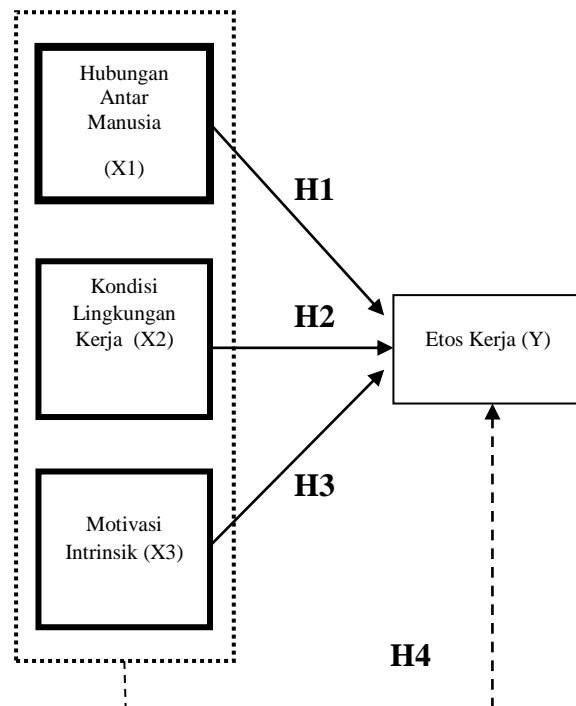 Hubungan
Antar
Manusia
(X1)
H1
Kondisi
Lingkungan
Kerja (X2)
H2
Etos Kerja (Y)
Motivasi
Intrinsik (X3)
H3
H4